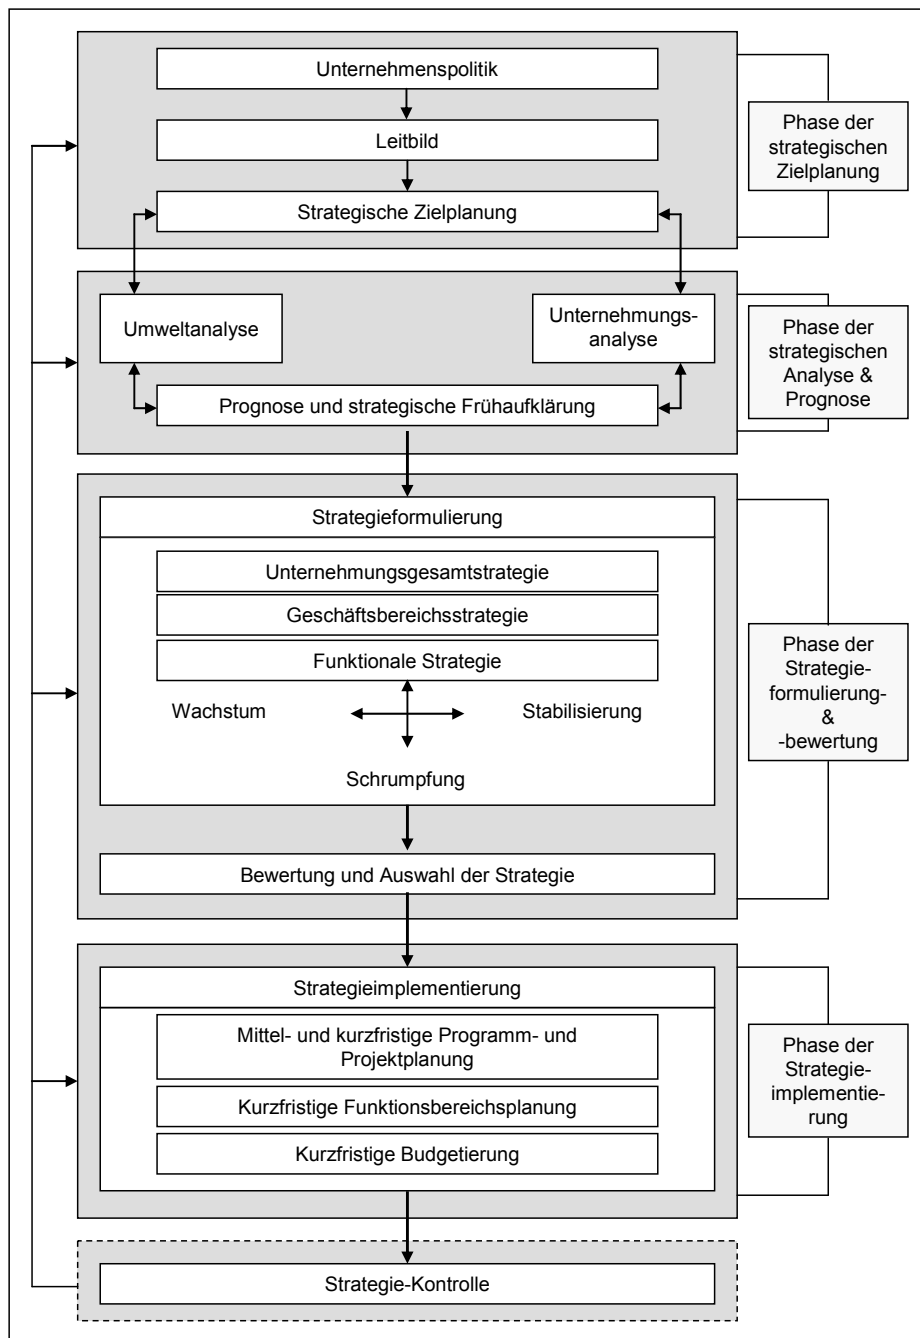 Unternehmenspolitik
Leitbild
Strategische Zielplanung
Phase der
strategischen
Zielplanung
Umweltanalyse
Unternehmungs-
analyse
Prognose und strategische Frühaufklärung
Phase der
strategischen
Analyse &
Prognose
Strategieformulierung
Unternehmungsgesamtstrategie
Geschäftsbereichsstrategie
Funktionale Strategie
Wachstum
Stabilisierung
Schrumpfung
Bewertung und Auswahl der Strategie
Phase der
Strategie-
formulierung-
&
-bewertung
Strategieimplementierung
Mittel- und kurzfristige Programm- und
Projektplanung
Kurzfristige Funktionsbereichsplanung
Kurzfristige Budgetierung
Phase der
Strategie-
implementie-
rung
Strategie-Kontrolle